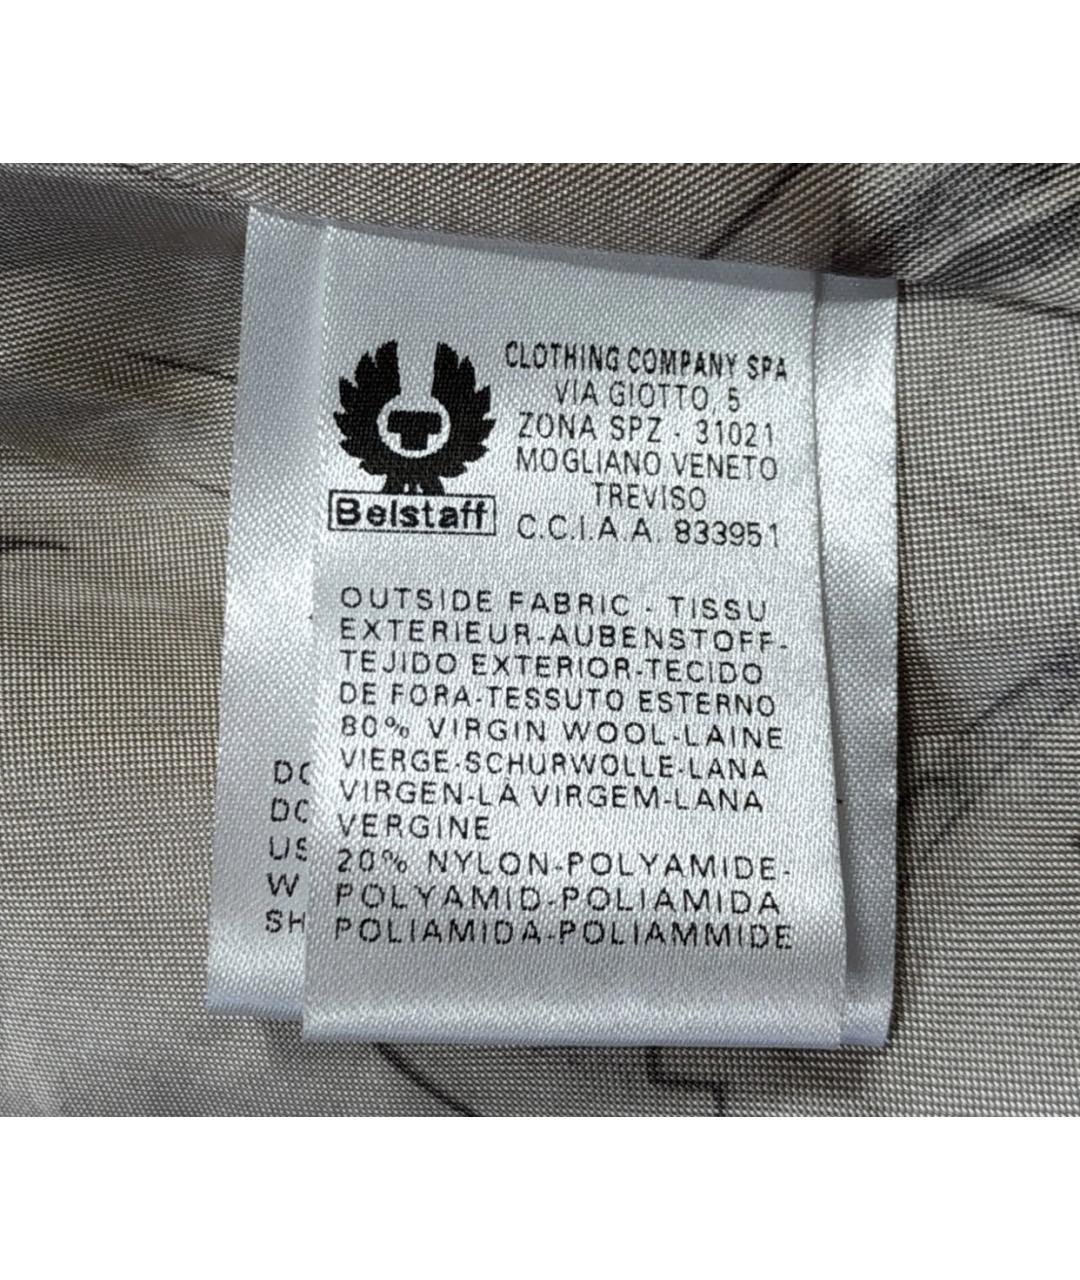 CLOTHING COMPANY SPA
VIA GIOTTO, 5
ZONA SPZ - 31021
MOGLIANO VENETO
TREVISO
C.C.I.A.A. 833951
Belstaff
OUTSIDE FABRIC - TISSU
EXTERIEUR-AUBENSTOFF-
TEJIDO EXTERIOR-TECIDO
DE FORA-TESSUTO ESTERNO
80% VIRGIN WOOL-LAINE
VIERGE-SCHURWOLLE-LANA
VIRGEN-LÀ VIRGEM-LANA
VERGINE
20% NYLON-POLYAMIDE-
POLYAMID-POLIAMIDA
POLIAMIDA-POLIAMMIDE